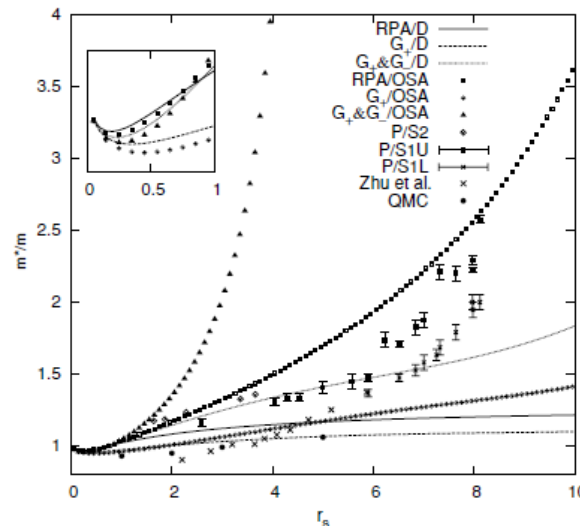 4
3.5
3
2.5
2
1.5
1
m*/m
0 0.5 1
RPA/D
G₊/D
G₊&G₋/D
RPA/OSA
G₊/OSA
G₊&G₋/OSA
P/S2
P/S1U
P/S1L
Zhu et al.
QMC
0 2 4 6 8 10
rₛ